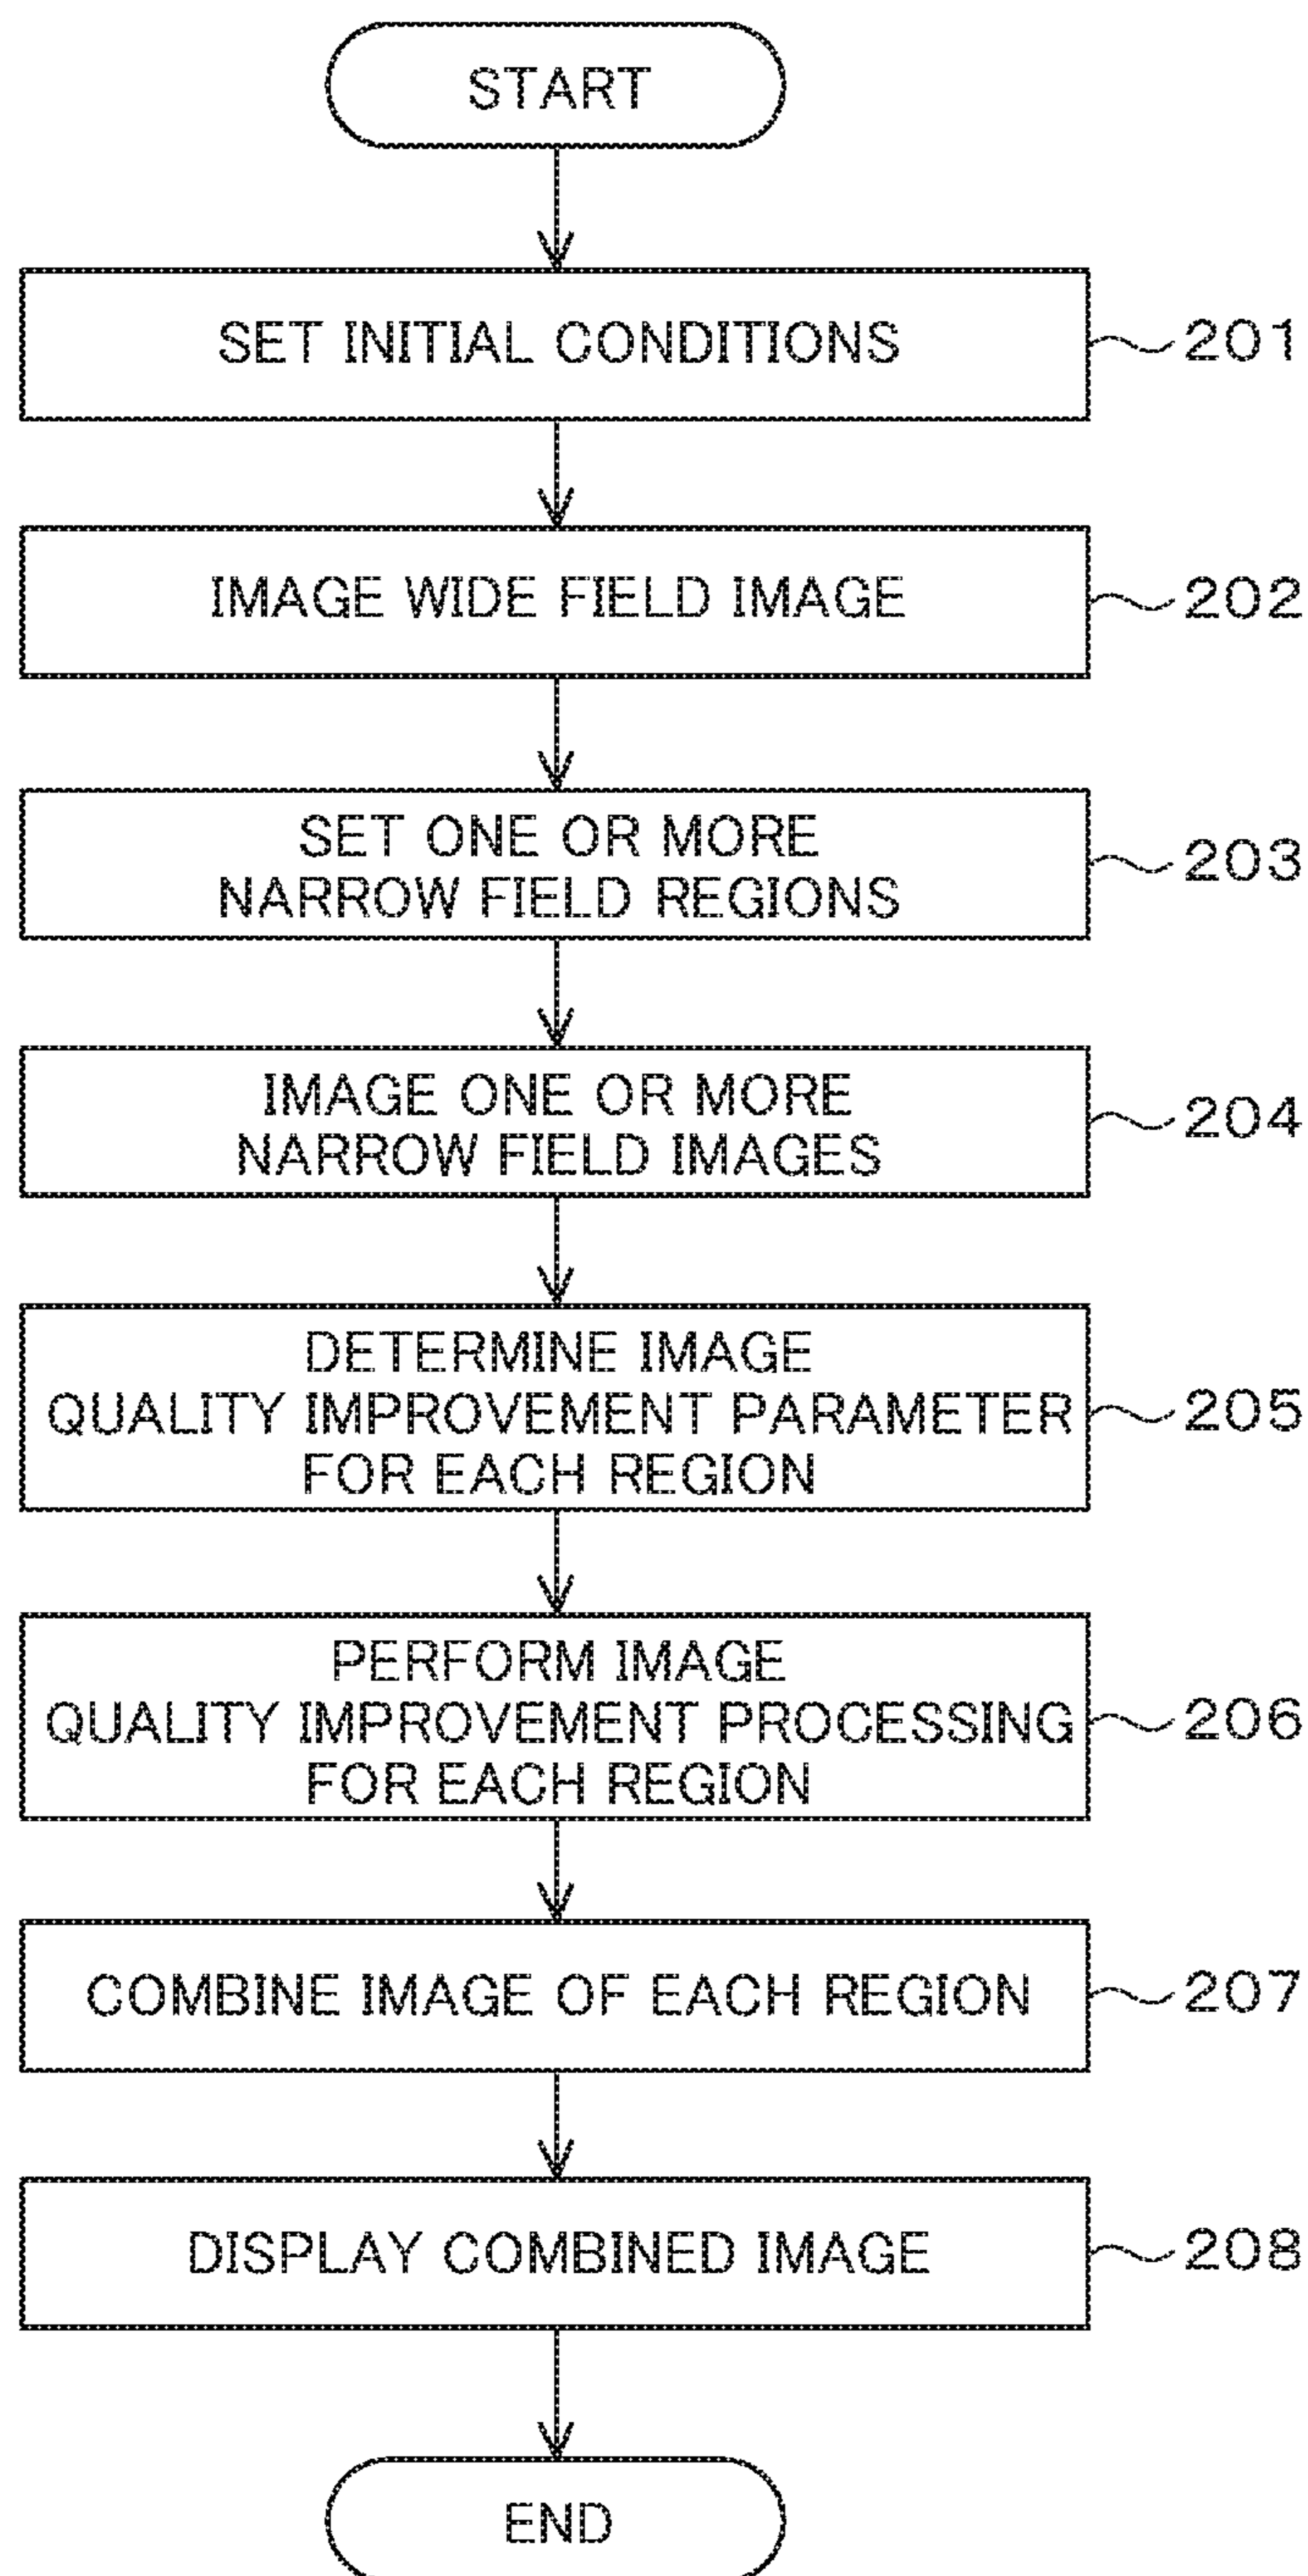 START
SET INITIAL CONDITIONS
201
IMAGE WIDE FIELD IMAGE
202
SET ONE OR MORE
NARROW FIELD REGIONS
203
IMAGE ONE OR MORE
NARROW FIELD IMAGES
204
DETERMINE IMAGE
QUALITY IMPROVEMENT PARAMETER
FOR EACH REGION
205
PERFORM IMAGE
QUALITY IMPROVEMENT PROCESSING
FOR EACH REGION
206
COMBINE IMAGE OF EACH REGION
207
DISPLAY COMBINED IMAGE
208
END